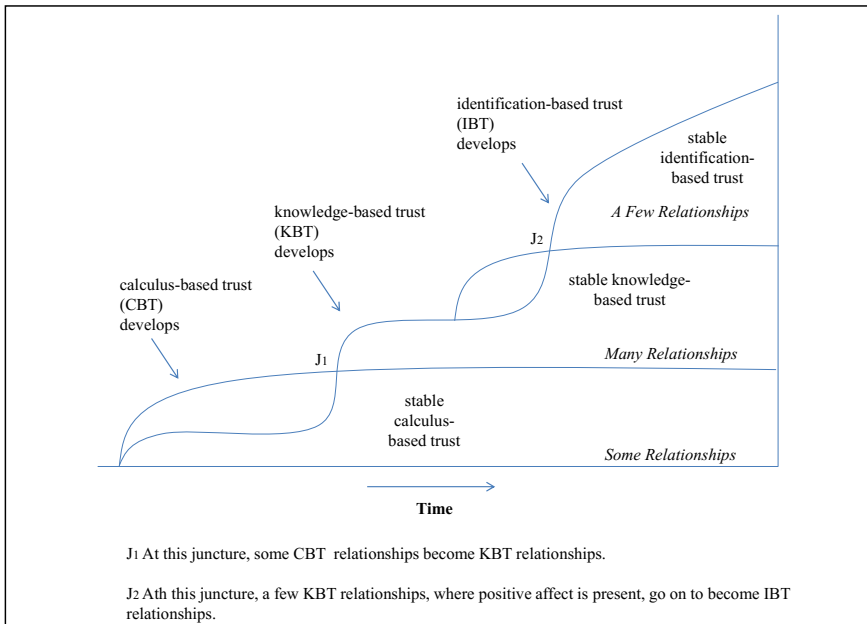 identification-based trust
(IBT)
develops
stable
identification-
based trust
knowledge-based trust
(KBT)
develops
A Few Relationships
J2
calculus-based trust
(CBT)
develops
stable knowledge-
based trust
J1
Many Relationships
stable
calculus-
based trust
Some Relationships
Time
J1 At this juncture, some CBT relationships become KBT relationships.
J2 Ath this juncture, a few KBT relationships, where positive affect is present, go on to become IBT
relationships.